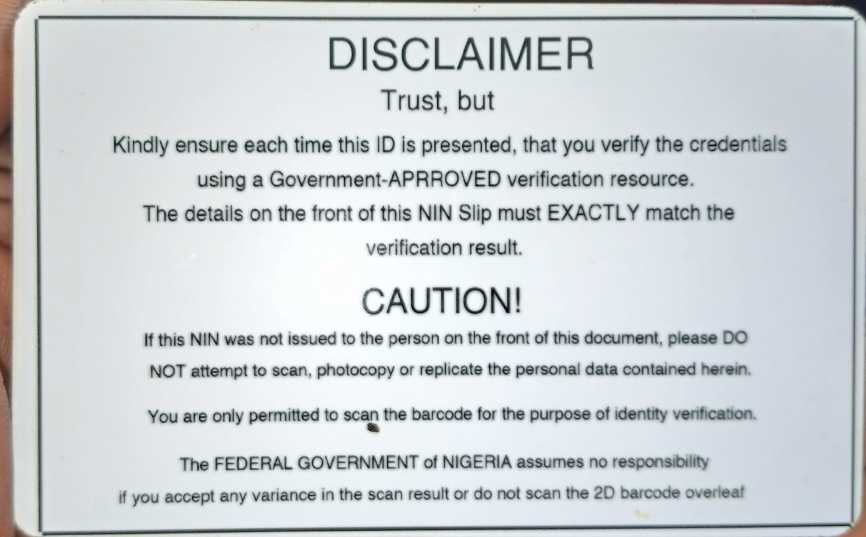 DISCLAIMER
Trust, but
Kindly ensure each time this ID is presented, that you verify the credentials
using a Government-APRROVED verification resource.
The details on the front of this NIN Slip must EXACTLY match the
verification result.
CAUTION!
If this NIN was not issued to the person on the front of this document, please DO
NOT attempt to scan, photocopy or replicate the personal data contained herein.
You are only permitted to scan the barcode for the purpose of identity verification.
The FEDERAL GOVERNMENT of NIGERIA assumes no responsibility
if you accept any variance in the scan result or do not scan the 2D barcode overleaf